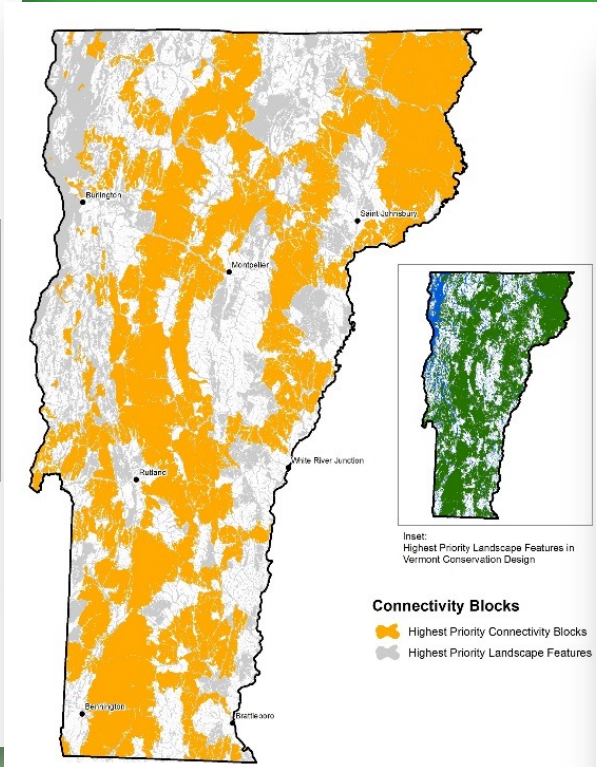 Burlington
Saint Johnsbury
Montpelier
White River Junction
Rutland
Inset:
Highest Priority Landscape Features in
Vermont Conservation Design
Connectivity Blocks
Highest Priority Connectivity Blocks
Highest Priority Landscape Features
Bennington
Brattleboro